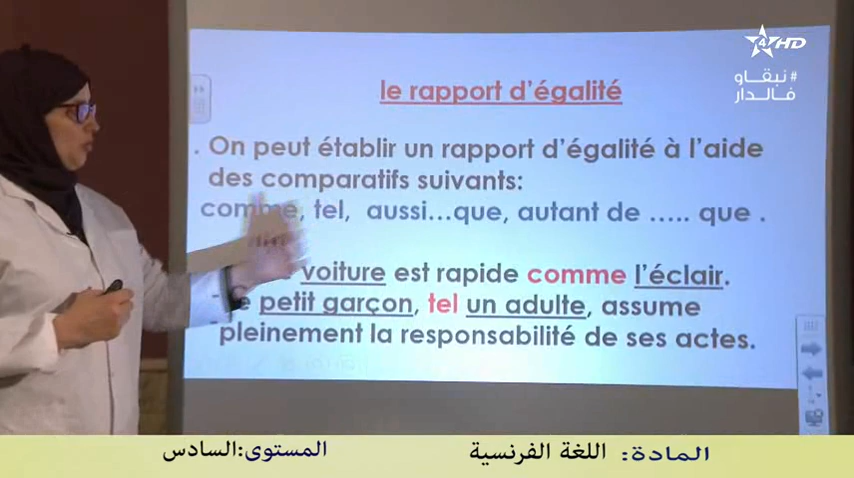 4HD
#نبقاو
فالدار
le rapport d’égalité
. On peut établir un rapport d’égalité à l’aide
des comparatifs suivants:
comme, tel, aussi…que, autant de ….. que .
voiture est rapide comme l’éclair.
petit garçon, tel un adulte, assume
pleinement la responsabilité de ses actes.
المادة: اللغة الفرنسية
المستوى:السادس